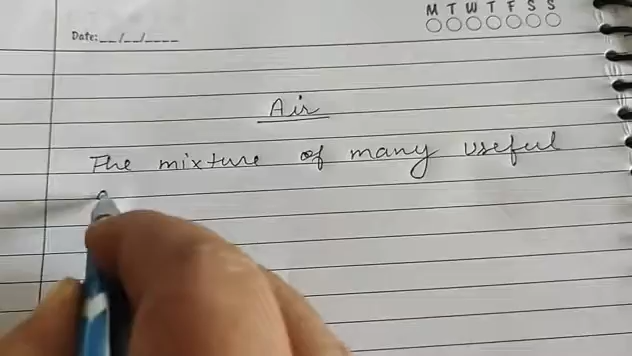 M T W T F S S
Date:__/__/____
Air
The mixture of many useful